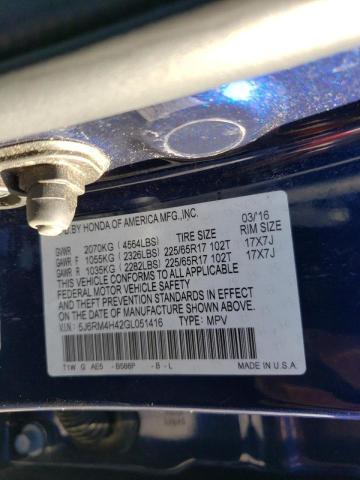 D. BY HONDA OF AMERICA MFG.,INC. 03/16
GVWR 2070KG (4564LBS) TIRE SIZE RIM SIZE
GAWR F 1055KG (2326LBS) 225/65R17 102T 17X7J
GAWR R 1035KG (2282LBS) 225/65R17 102T 17X7J
THIS VEHICLE CONFORMS TO ALL APPLICABLE
FEDERAL MOTOR VEHICLE SAFETY, BUMPER,
AND THEFT PREVENTION STANDARDS IN EFFECT
ON THE DATE OF MANUFACTURE SHOWN ABOVE.
V.I.N.: 5J6RM4H42GL051416 TYPE: MPV
T1W G AE5 - B586P - B - L MADE IN U.S.A.